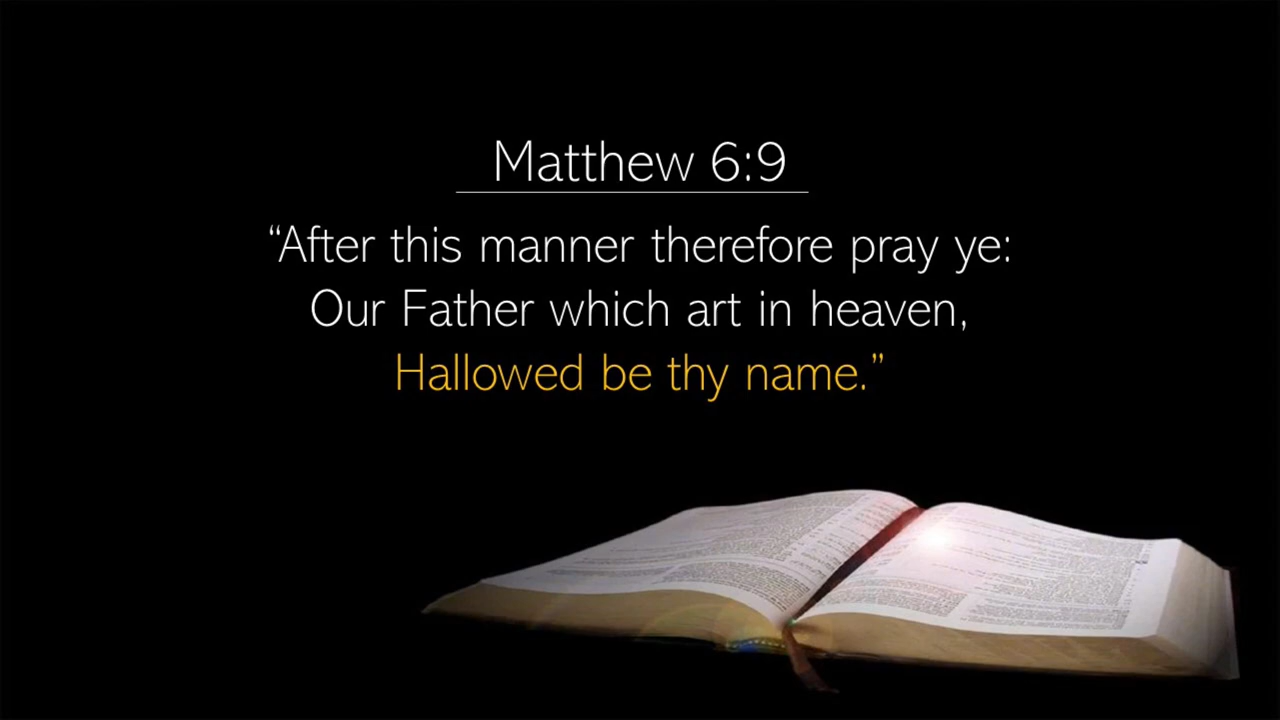 Matthew 6:9
“After this manner therefore pray ye:
Our Father which art in heaven,
Hallowed be thy name.”